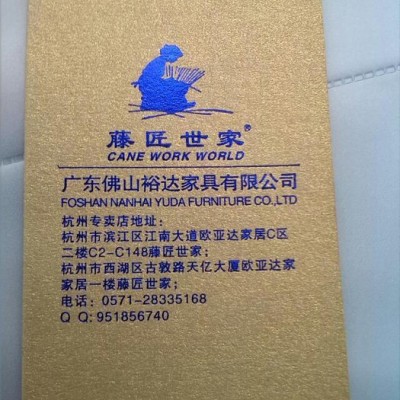 藤匠世家®
CANE WORK WORLD
广东佛山裕达家具有限公司
FOSHAN NANHAI YUDA FURNITURE CO.,LTD
杭州专卖店地址:
杭州市滨江区江南大道欧亚达家居C区
二楼C2-C148藤匠世家;
杭州市西湖区古敦路天亿大厦欧亚达家
家居一楼藤匠世家;
电话: 0571-28335168
Q Q:951856740